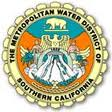 THE METROPOLITAN WATER DISTRICT OF
SOUTHERN CALIFORNIA